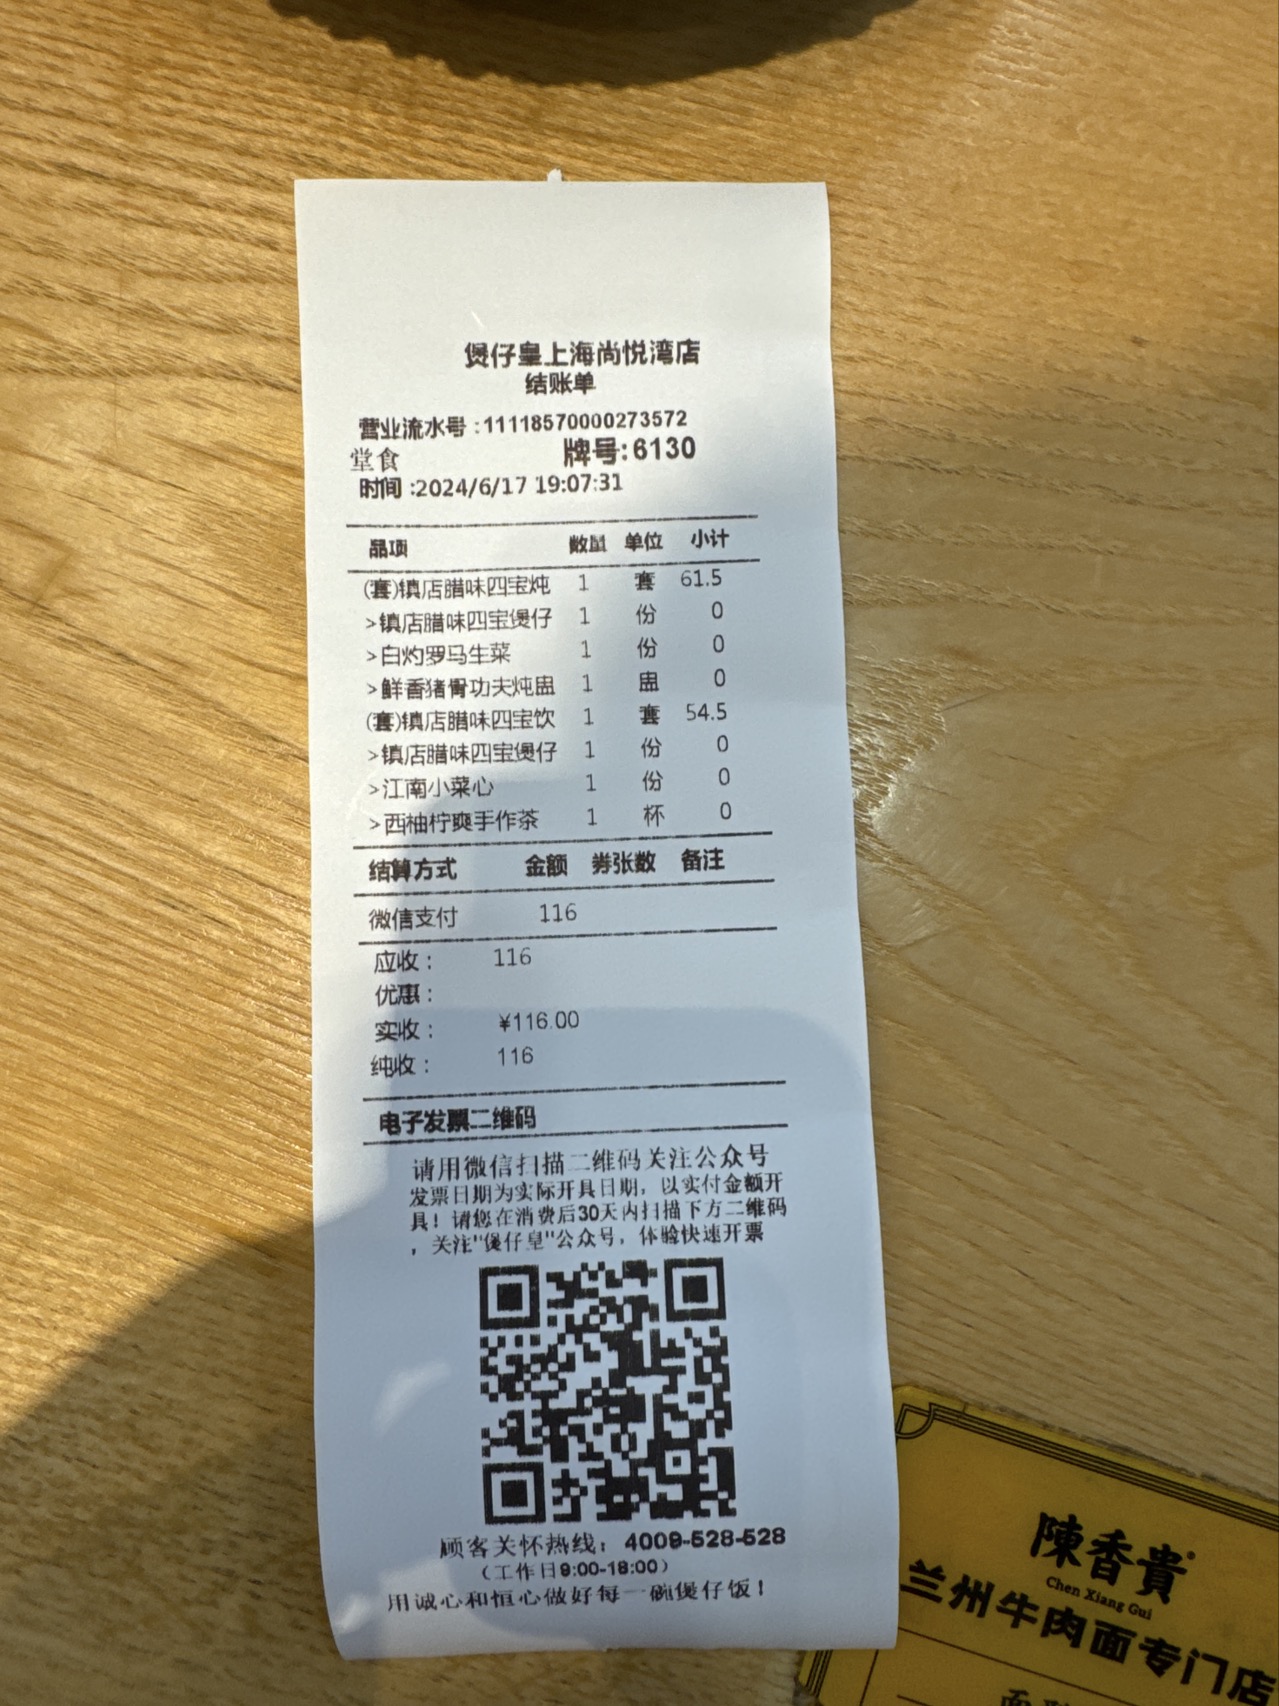 煲仔皇上海尚悦湾店
结账单
营业流水号:11118570000273572
堂食 牌号:6130
时间:2024/6/17 19:07:31
品项 数量 单位 小计
(套)镇店腊味四宝炖 1 套 61.5
>镇店腊味四宝煲仔 1 份 0
>白灼罗马生菜 1 份 0
>鲜香猪骨功夫炖盅 1 盅 0
(套)镇店腊味四宝饮 1 套 54.5
>镇店腊味四宝煲仔 1 份 0
>江南小菜心 1 份 0
>西柚柠爽手作茶 1 杯 0
结算方式 金额 券张数 备注
微信支付 116
应收: 116
优惠:
实收: ¥116.00
纯收: 116
电子发票二维码
请用微信扫描二维码关注公众号
发票日期为实际开具日期，以实付金额开
具！请您在消费后30天内扫描下方二维码
，关注"煲仔皇"公众号，体验快速开票
顾客关怀热线：4009-528-528
（工作日9:00-18:00）
用诚心和恒心做好每一碗煲仔饭！
陳香貴
Chen Xiang Gui
兰州牛肉面专门店